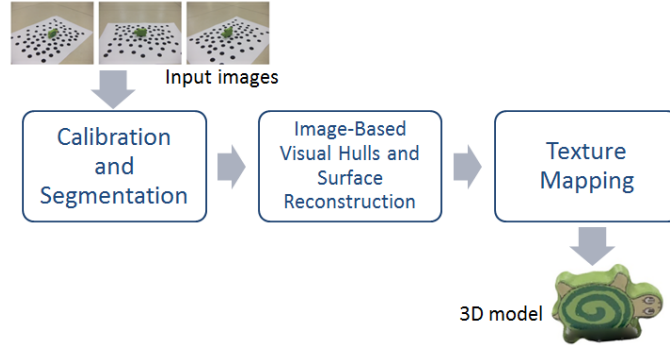 Input images
Calibration
and
Segmentation
Image-Based
Visual Hulls and
Surface
Reconstruction
Texture
Mapping
3D model